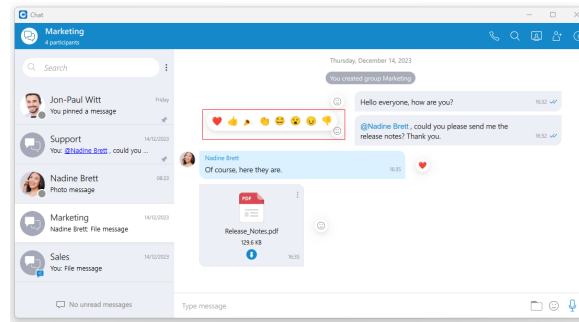 Chat
Marketing
4 participants
Search
Jon-Paul Witt
Friday
You pinned a message
Support
14/12/2023
You: @Nadine Brett , could you ...
Nadine Brett
08:23
Photo message
Marketing
14/12/2023
Nadine Brett: File message
Sales
14/12/2023
You: File message
No unread messages
Thursday, December 14, 2023
You created group Marketing
Hello everyone, how are you?
16:32
@Nadine Brett , could you please send me the
release notes? Thank you.
16:32
Nadine Brett
Of course, here they are.
16:35
PDF
Release_Notes.pdf
129.6 KB
16:35
Type message